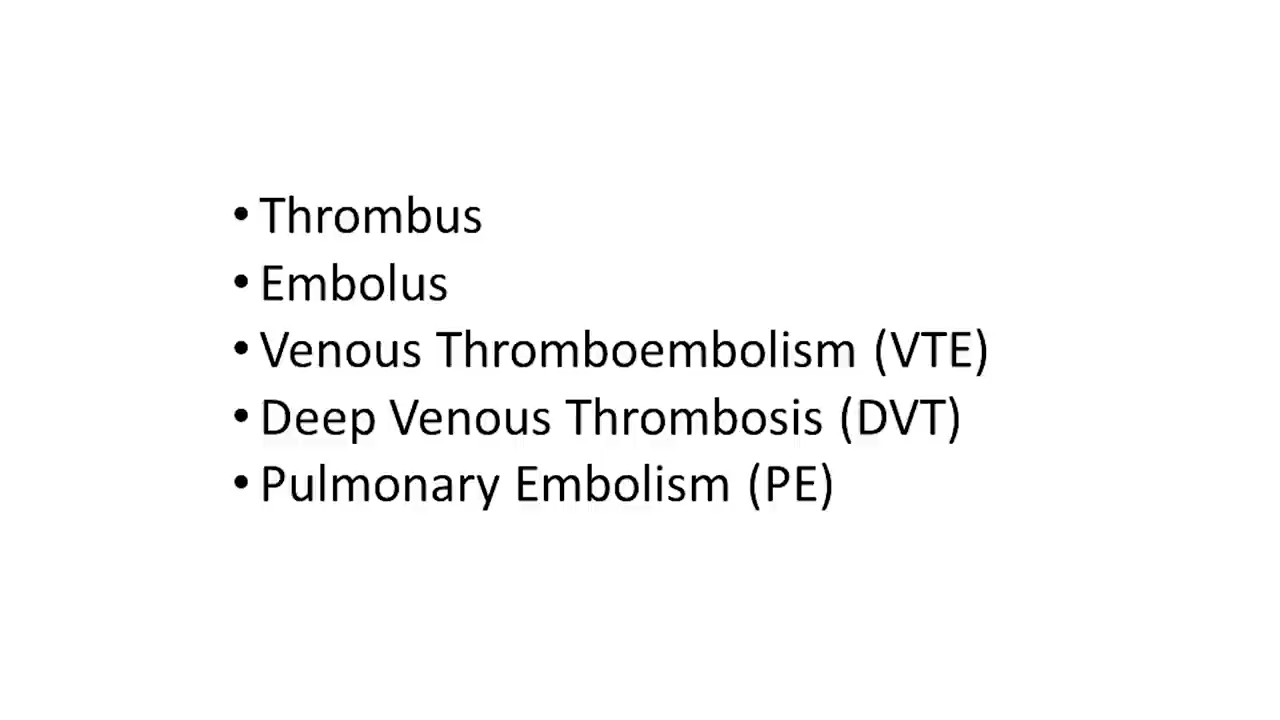 • Thrombus
• Embolus
• Venous Thromboembolism (VTE)
• Deep Venous Thrombosis (DVT)
• Pulmonary Embolism (PE)